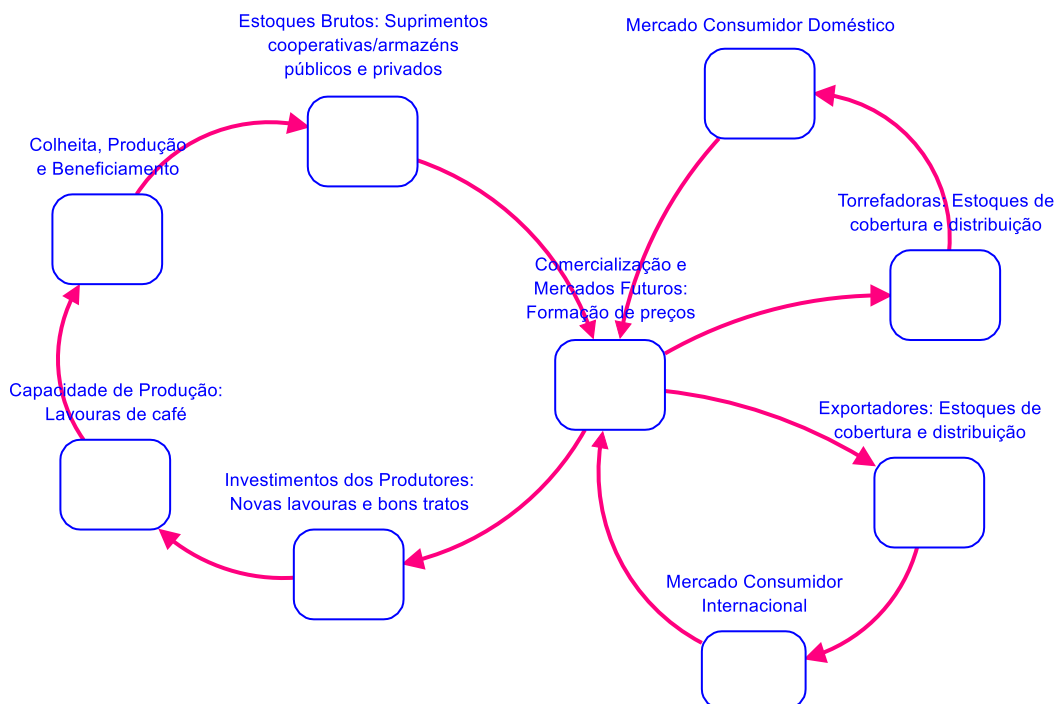 Estoques Brutos: Suprimentos
cooperativas/armazéns
públicos e privados
Mercado Consumidor Doméstico
Colheita, Produção
e Beneficiamento
Torrefadoras: Estoques de
cobertura e distribuição
Comercialização e
Mercados Futuros:
Formação de preços
Capacidade de Produção:
Lavouras de café
Exportadores: Estoques de
cobertura e distribuição
Investimentos dos Produtores:
Novas lavouras e bons tratos
Mercado Consumidor
Internacional